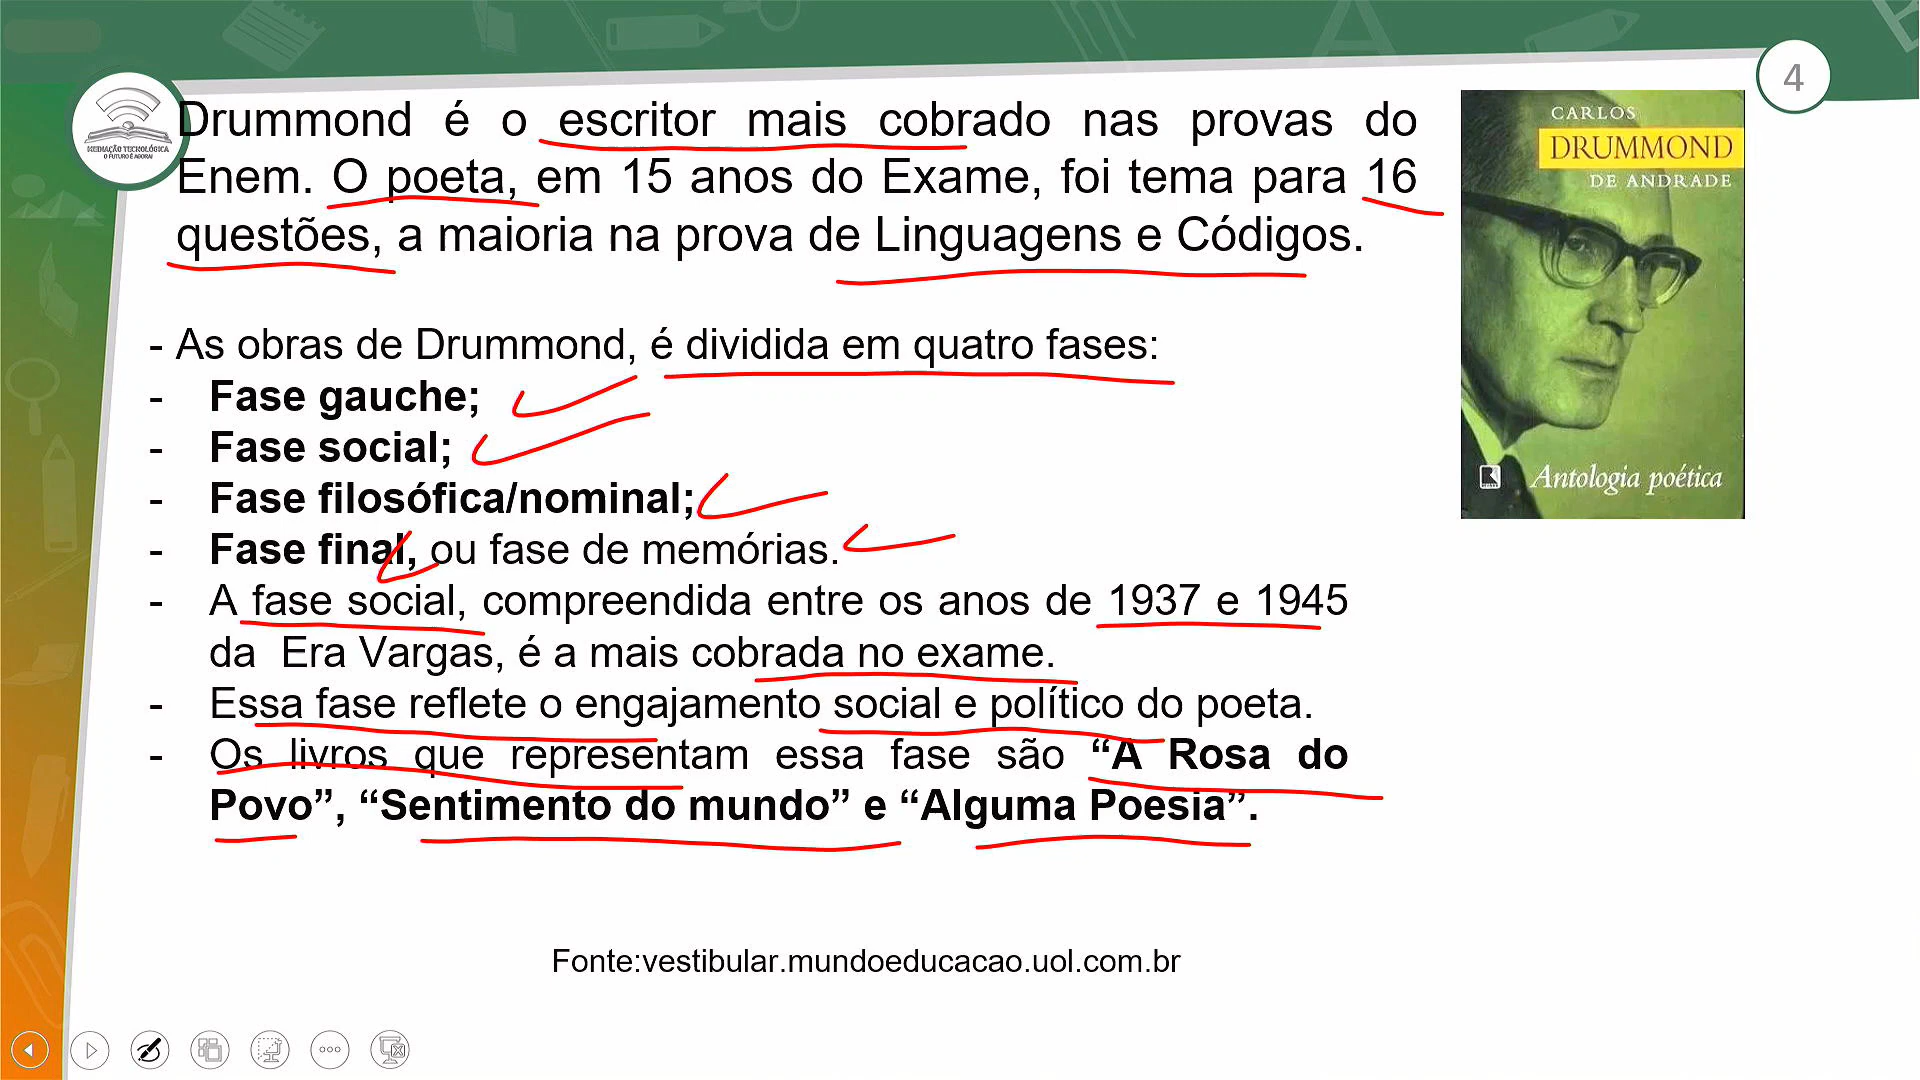 4
MEDIAÇÃO TECNOLÓGICA
O FUTURO É AGORA!
Drummond é o escritor mais cobrado nas provas do
Enem. O poeta, em 15 anos do Exame, foi tema para 16
questões, a maioria na prova de Linguagens e Códigos.
CARLOS
DRUMMOND
DE ANDRADE
Antologia poética
- As obras de Drummond, é dividida em quatro fases:
- Fase gauche;
- Fase social;
- Fase filosófica/nominal;
- Fase final, ou fase de memórias.
- A fase social, compreendida entre os anos de 1937 e 1945
da Era Vargas, é a mais cobrada no exame.
- Essa fase reflete o engajamento social e político do poeta.
- Os livros que representam essa fase são “A Rosa do
Povo”, “Sentimento do mundo” e “Alguma Poesia”.
Fonte:vestibular.mundoeducacao.uol.com.br